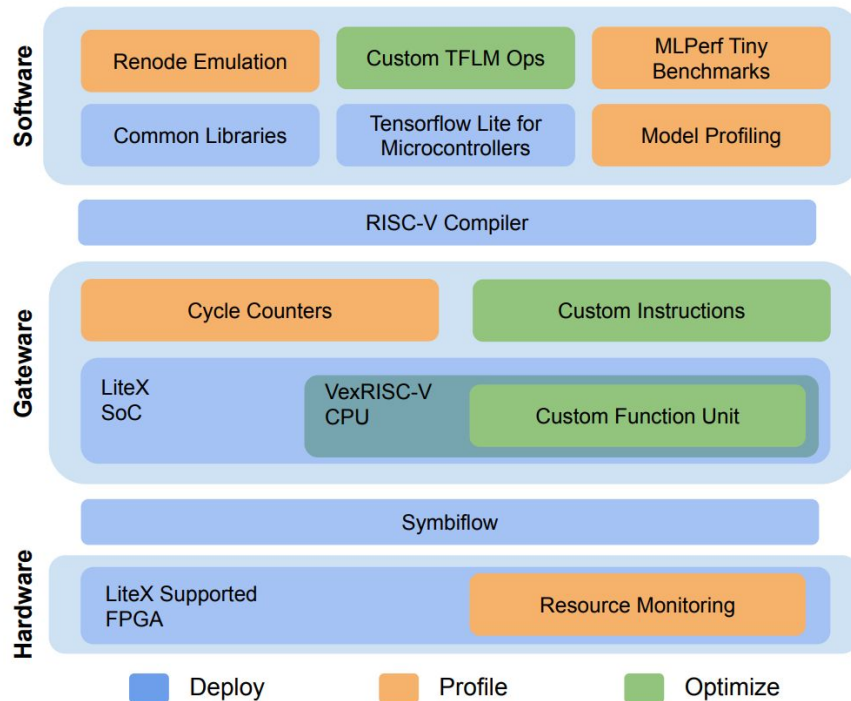 Software
Renode Emulation
Custom TFLM Ops
MLPerf Tiny
Benchmarks
Common Libraries
Tensorflow Lite for
Microcontrollers
Model Profiling
RISC-V Compiler
Gateware
Cycle Counters
Custom Instructions
LiteX
SoC
VexRISC-V
CPU
Custom Function Unit
Symbiflow
Hardware
LiteX Supported
FPGA
Resource Monitoring
Deploy
Profile
Optimize